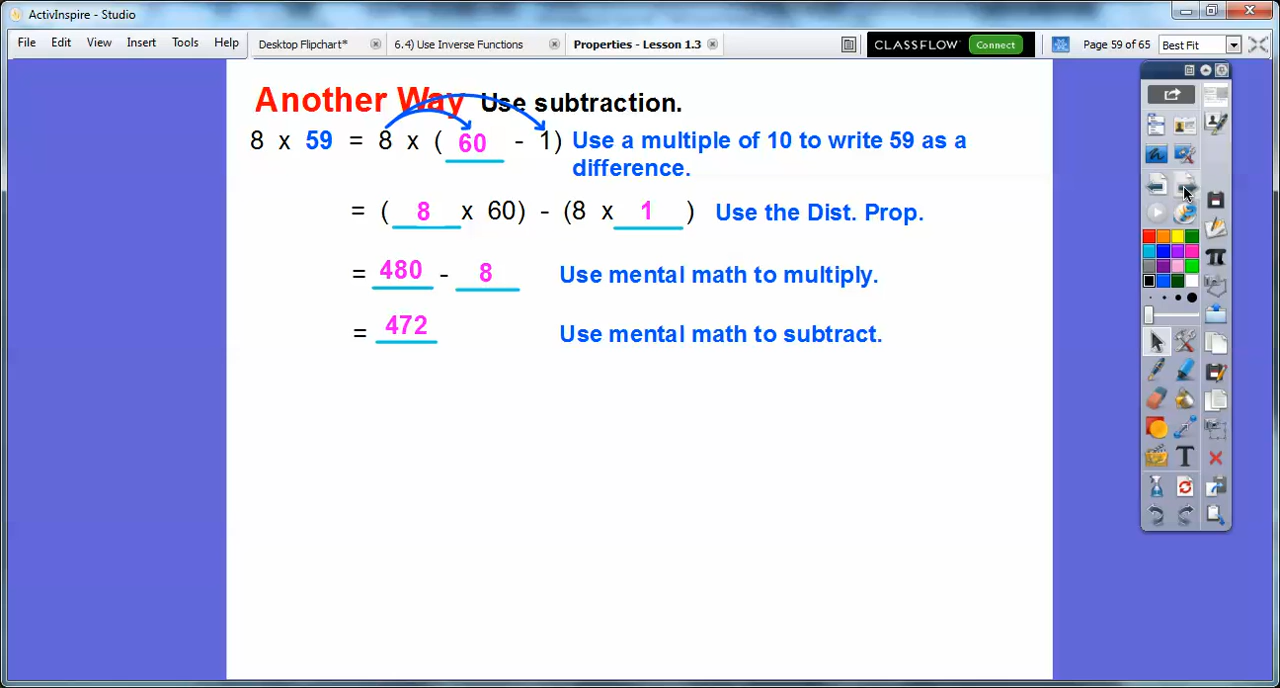 ActivInspire - Studio
File Edit View Insert Tools Help Desktop Flipchart* 6.4) Use Inverse Functions Properties - Lesson 1.3 CLASSFLOW Connect Page 59 of 65 Best Fit
Another Way Use subtraction.
8 x 59 = 8 x ( 60 - 1) Use a multiple of 10 to write 59 as a
difference.
= ( 8 x 60) - (8 x 1 ) Use the Dist. Prop.
= 480 - 8 Use mental math to multiply.
= 472 Use mental math to subtract.